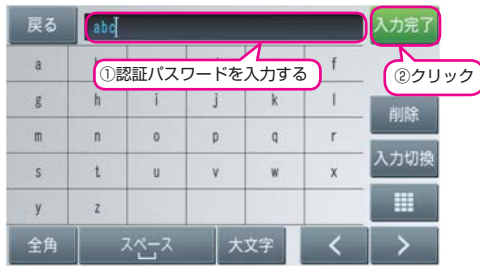 戻る abc 入力完了
①認証パスワードを入力する
②クリック
a f
g h i j k l 削除
m n o p q r
入力切換
s t u v w x
y z
全角 スペース 大文字 < >